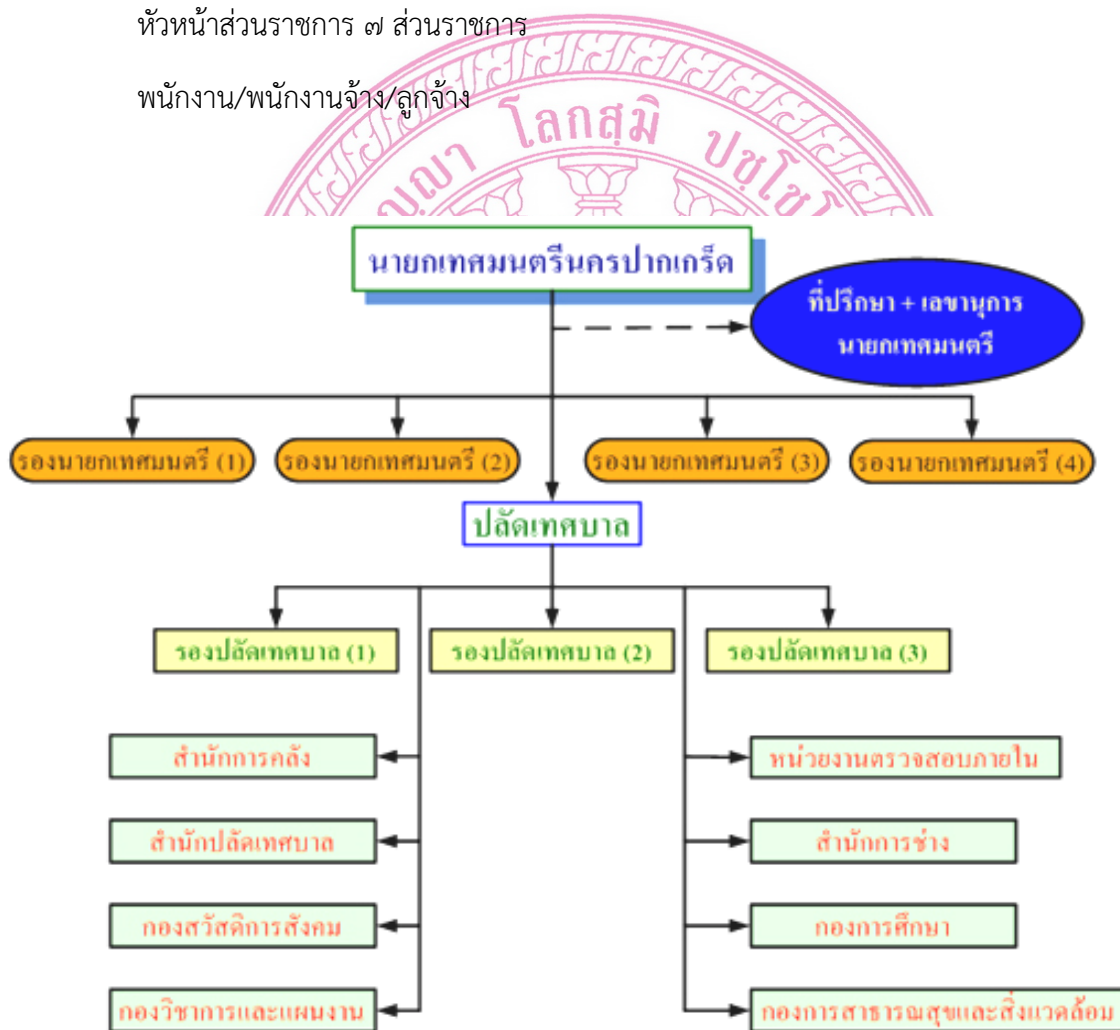 หัวหน้าส่วนราชการ ๗ ส่วนราชการ
พนักงาน/พนักงานจ้าง/ลูกจ้าง
โลกสฺมิ ปชฺโช
นายกเทศมนตรีนครปากเกร็ด
ที่ปรึกษา + เลขานุการ
นายกเทศมนตรี
รองนายกเทศมนตรี (1) รองนายกเทศมนตรี (2) รองนายกเทศมนตรี (3) รองนายกเทศมนตรี (4)
ปลัดเทศบาล
รองปลัดเทศบาล (1) รองปลัดเทศบาล (2) รองปลัดเทศบาล (3)
สำนักการคลัง หน่วยงานตรวจสอบภายใน
สำนักปลัดเทศบาล สำนักการช่าง
กองสวัสดิการสังคม กองการศึกษา
กองวิชาการและแผนงาน กองการสาธารณสุขและสิ่งแวดล้อม